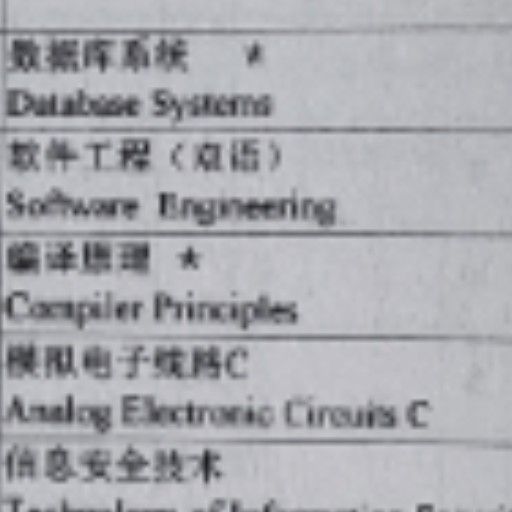 数据库系统 ★
Database Systems
软件工程（双语）
Software Engineering
编译原理 ★
Compiler Principles
模拟电子线路C
Analog Electronic Circuits C
信息安全技术